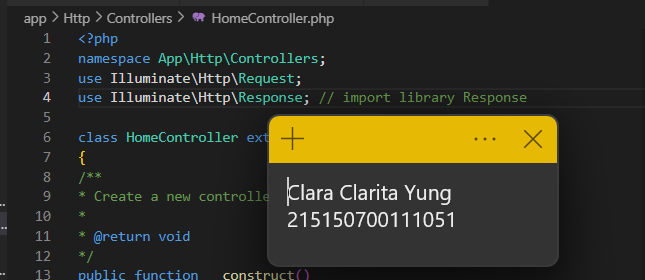 app > Http > Controllers > HomeController.php
1 <?php
2 namespace App\Http\Controllers;
3 use Illuminate\Http\Request;
4 use Illuminate\Http\Response; // import library Response
5
6 class HomeController ext
7 {
8 /**
9 * Create a new controlle
10 *
11 * @return void
12 */
13 public function __construct()
Clara Clarita Yung
215150700111051